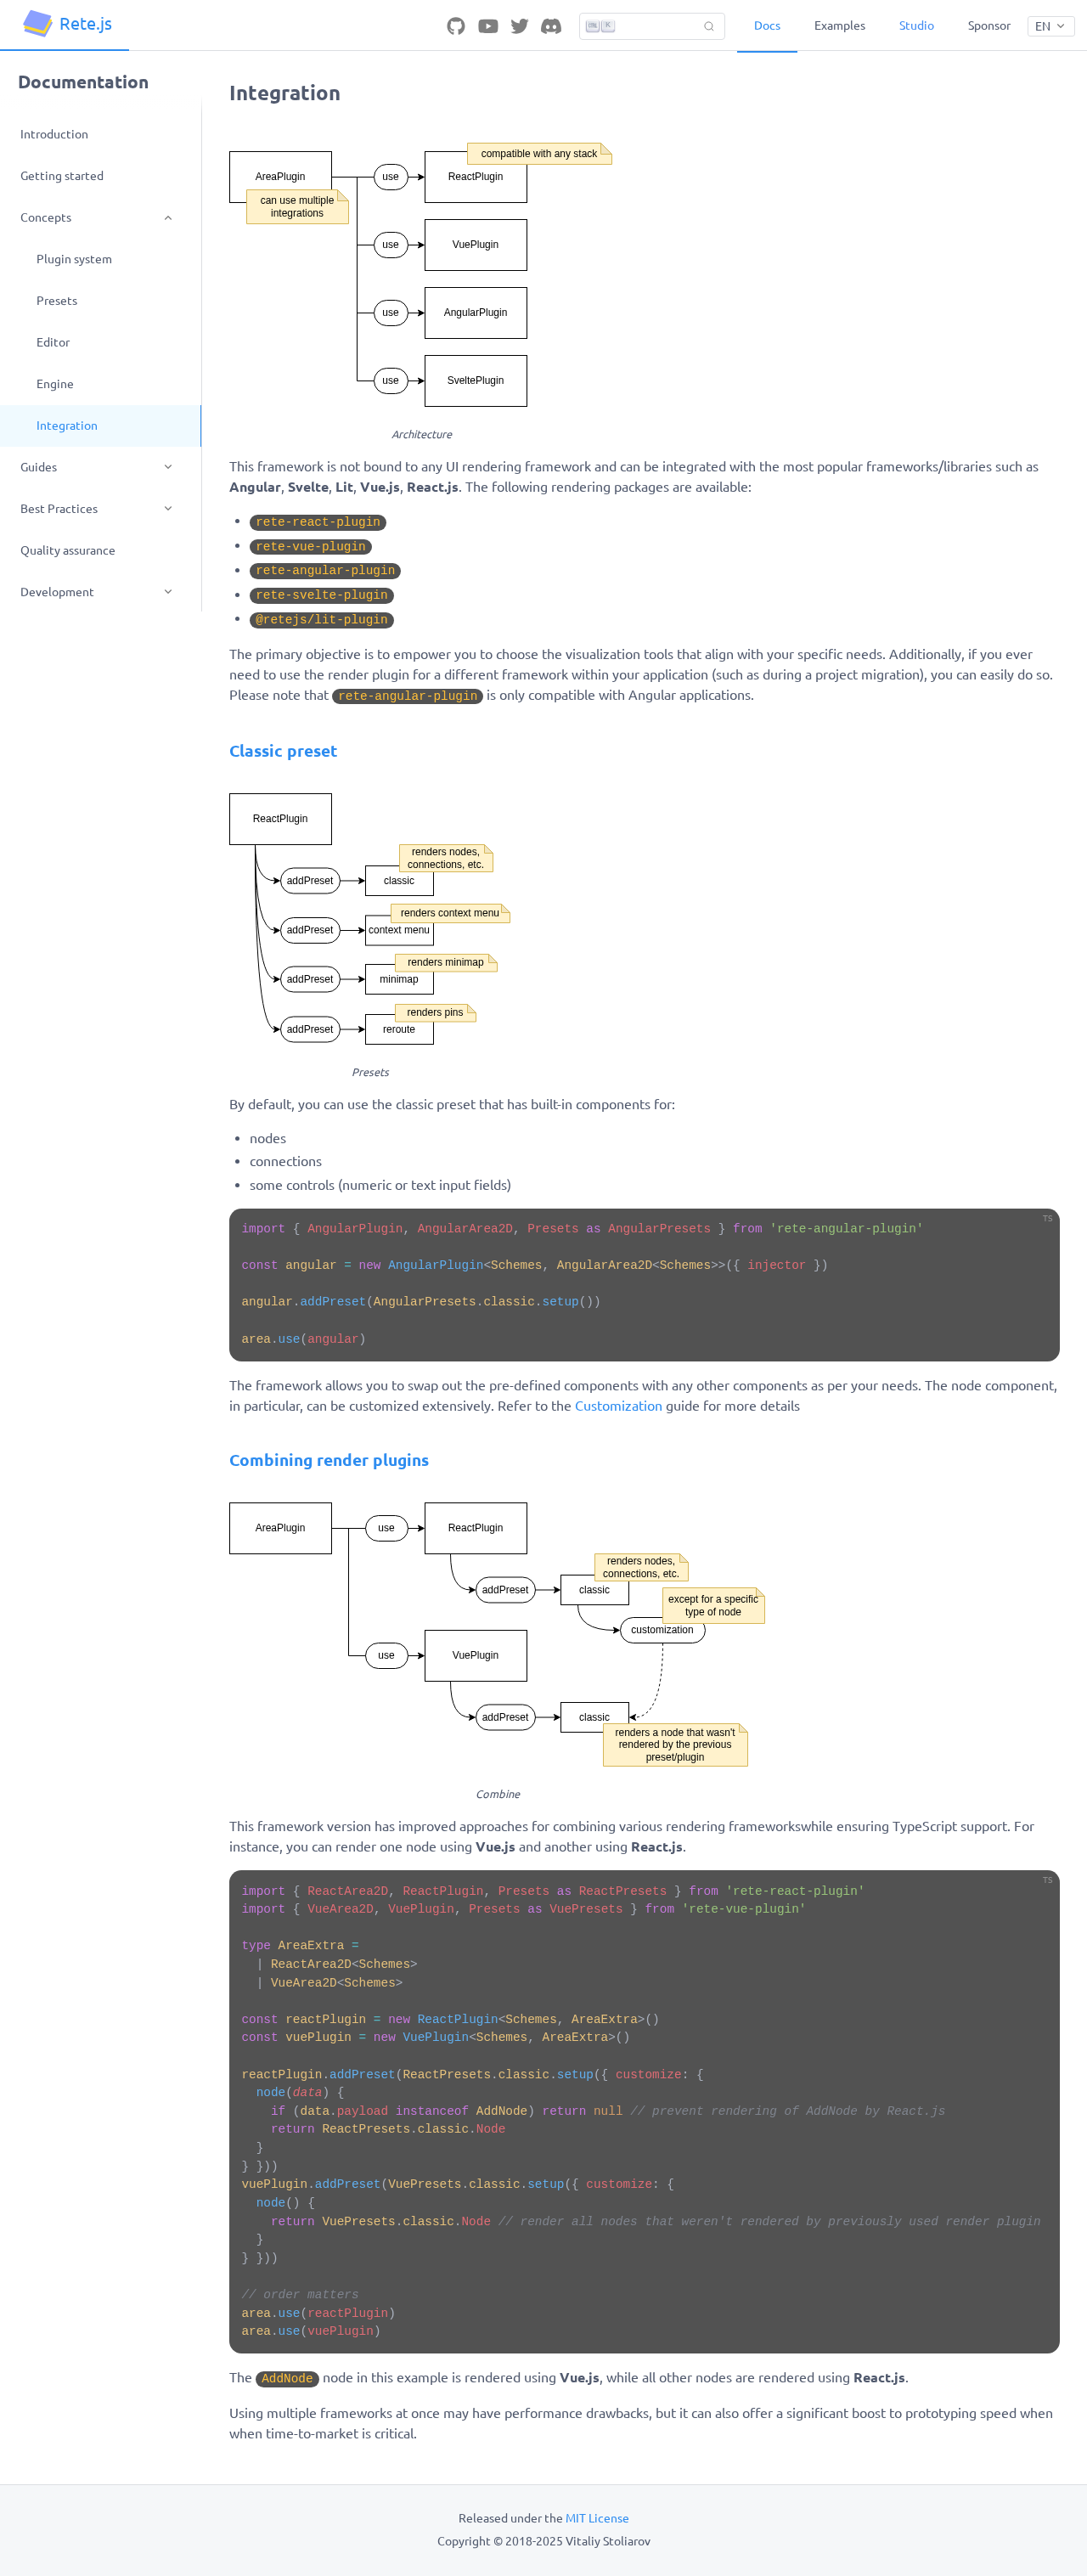 Rete.js
Docs
Examples
Studio
Sponsor
EN
Documentation
Introduction
Getting started
Concepts
Plugin system
Presets
Editor
Engine
Integration
Guides
Best Practices
Quality assurance
Development
Integration
compatible with any stack
AreaPlugin
use
ReactPlugin
can use multiple
integrations
use
VuePlugin
use
AngularPlugin
use
SveltePlugin
Architecture
This framework is not bound to any UI rendering framework and can be integrated with the most popular frameworks/libraries such as
Angular, Svelte, Lit, Vue.js, React.js. The following rendering packages are available:
• rete-react-plugin
• rete-vue-plugin
• rete-angular-plugin
• rete-svelte-plugin
• @retejs/lit-plugin
The primary objective is to empower you to choose the visualization tools that align with your specific needs. Additionally, if you ever
need to use the render plugin for a different framework within your application (such as during a project migration), you can easily do so.
Please note that rete-angular-plugin is only compatible with Angular applications.
Classic preset
ReactPlugin
renders nodes,
connections, etc.
addPreset
classic
renders context menu
addPreset
context menu
renders minimap
addPreset
minimap
renders pins
addPreset
reroute
Presets
By default, you can use the classic preset that has built-in components for:
• nodes
• connections
• some controls (numeric or text input fields)
TS
import { AngularPlugin, AngularArea2D, Presets as AngularPresets } from 'rete-angular-plugin'
const angular = new AngularPlugin<Schemes, AngularArea2D<Schemes>>({ injector })
angular.addPreset(AngularPresets.classic.setup())
area.use(angular)
The framework allows you to swap out the pre-defined components with any other components as per your needs. The node component,
in particular, can be customized extensively. Refer to the Customization guide for more details
Combining render plugins
AreaPlugin
use
ReactPlugin
renders nodes,
connections, etc.
addPreset
classic
except for a specific
type of node
customization
use
VuePlugin
addPreset
classic
renders a node that wasn't
rendered by the previous
preset/plugin
Combine
This framework version has improved approaches for combining various rendering frameworkswhile ensuring TypeScript support. For
instance, you can render one node using Vue.js and another using React.js.
TS
import { ReactArea2D, ReactPlugin, Presets as ReactPresets } from 'rete-react-plugin'
import { VueArea2D, VuePlugin, Presets as VuePresets } from 'rete-vue-plugin'
type AreaExtra =
| ReactArea2D<Schemes>
| VueArea2D<Schemes>
const reactPlugin = new ReactPlugin<Schemes, AreaExtra>()
const vuePlugin = new VuePlugin<Schemes, AreaExtra>()
reactPlugin.addPreset(ReactPresets.classic.setup({ customize: {
node(data) {
if (data.payload instanceof AddNode) return null // prevent rendering of AddNode by React.js
return ReactPresets.classic.Node
}
} }))
vuePlugin.addPreset(VuePresets.classic.setup({ customize: {
node() {
return VuePresets.classic.Node // render all nodes that weren't rendered by previously used render plugin
}
} }))
// order matters
area.use(reactPlugin)
area.use(vuePlugin)
The AddNode node in this example is rendered using Vue.js, while all other nodes are rendered using React.js.
Using multiple frameworks at once may have performance drawbacks, but it can also offer a significant boost to prototyping speed when
when time-to-market is critical.
Released under the MIT License
Copyright © 2018-2025 Vitaliy Stoliarov